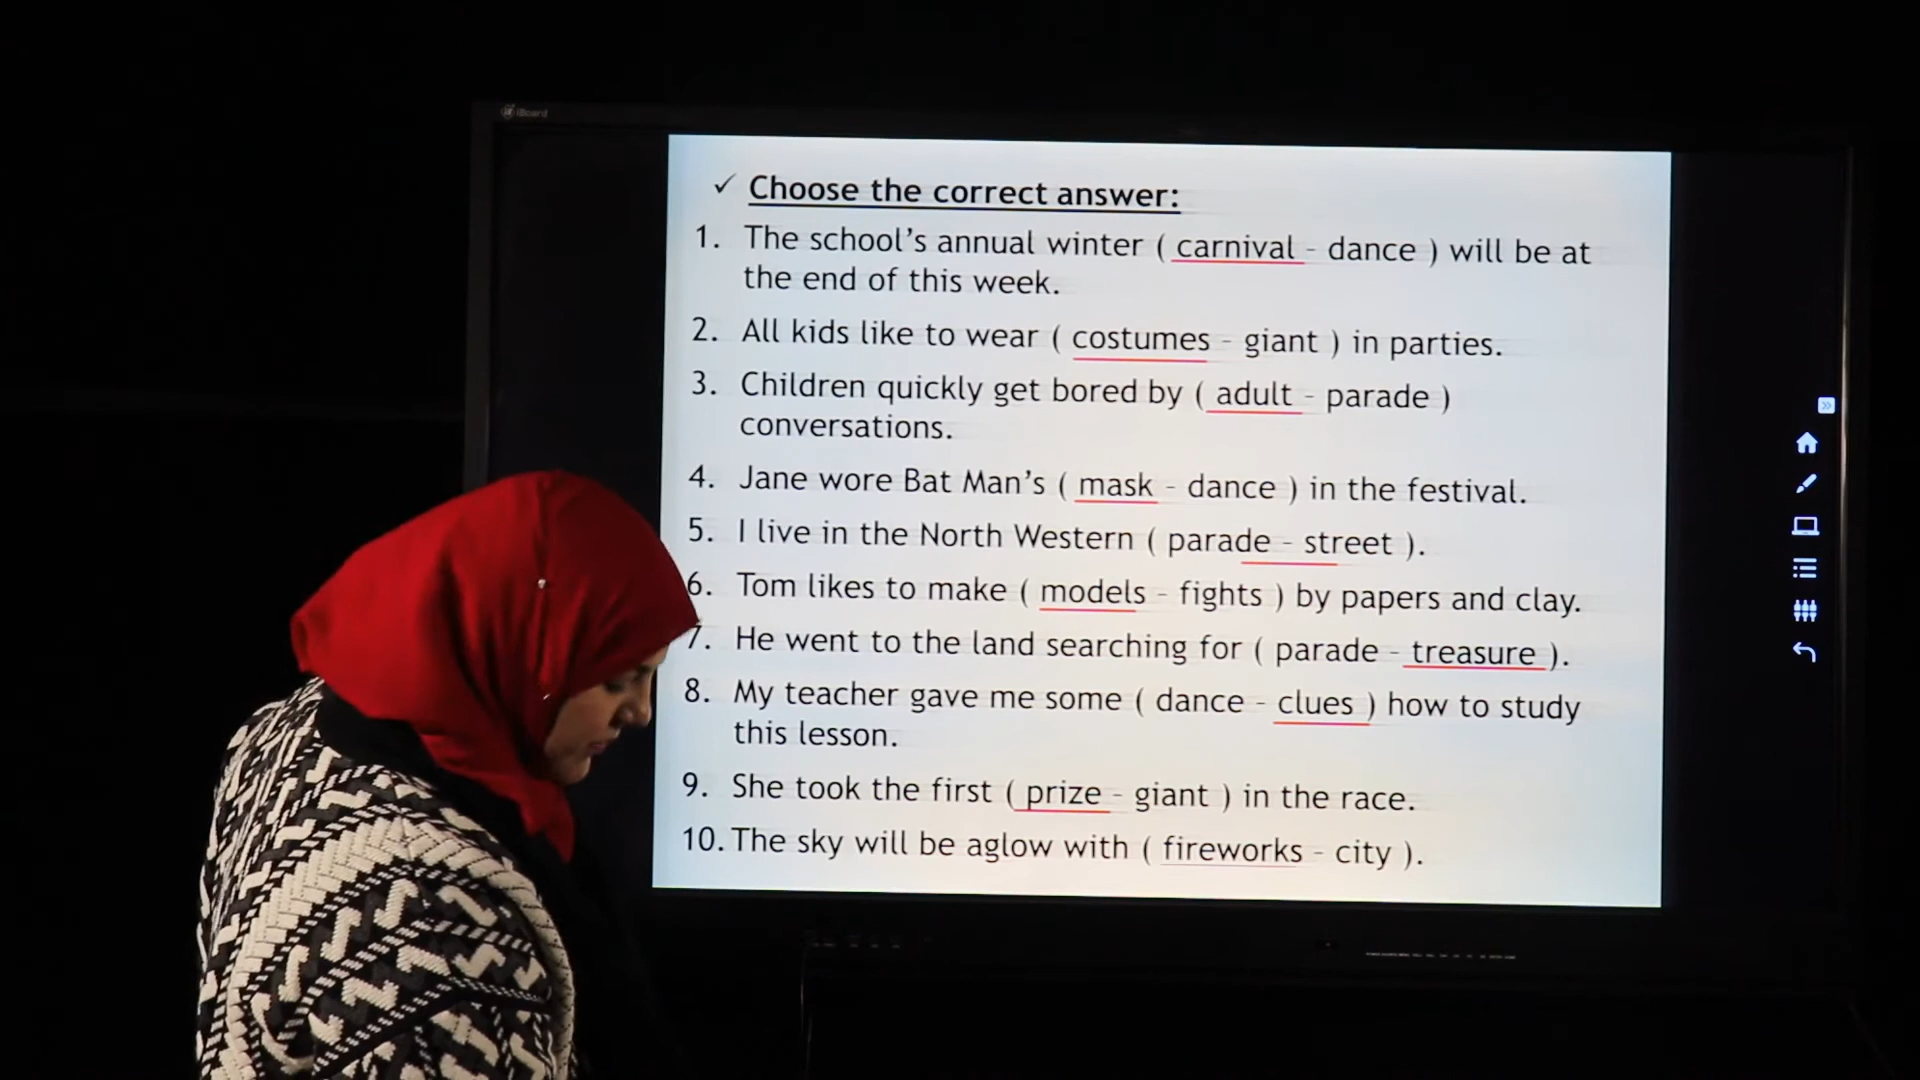 iBoard
✓ Choose the correct answer:
1. The school's annual winter ( carnival - dance ) will be at
the end of this week.
2. All kids like to wear ( costumes - giant ) in parties.
3. Children quickly get bored by ( adult - parade )
conversations.
4. Jane wore Bat Man's ( mask - dance ) in the festival.
5. I live in the North Western ( parade - street ).
6. Tom likes to make ( models - fights ) by papers and clay.
7. He went to the land searching for ( parade - treasure ).
8. My teacher gave me some ( dance - clues ) how to study
this lesson.
9. She took the first ( prize - giant ) in the race.
10. The sky will be aglow with ( fireworks - city ).